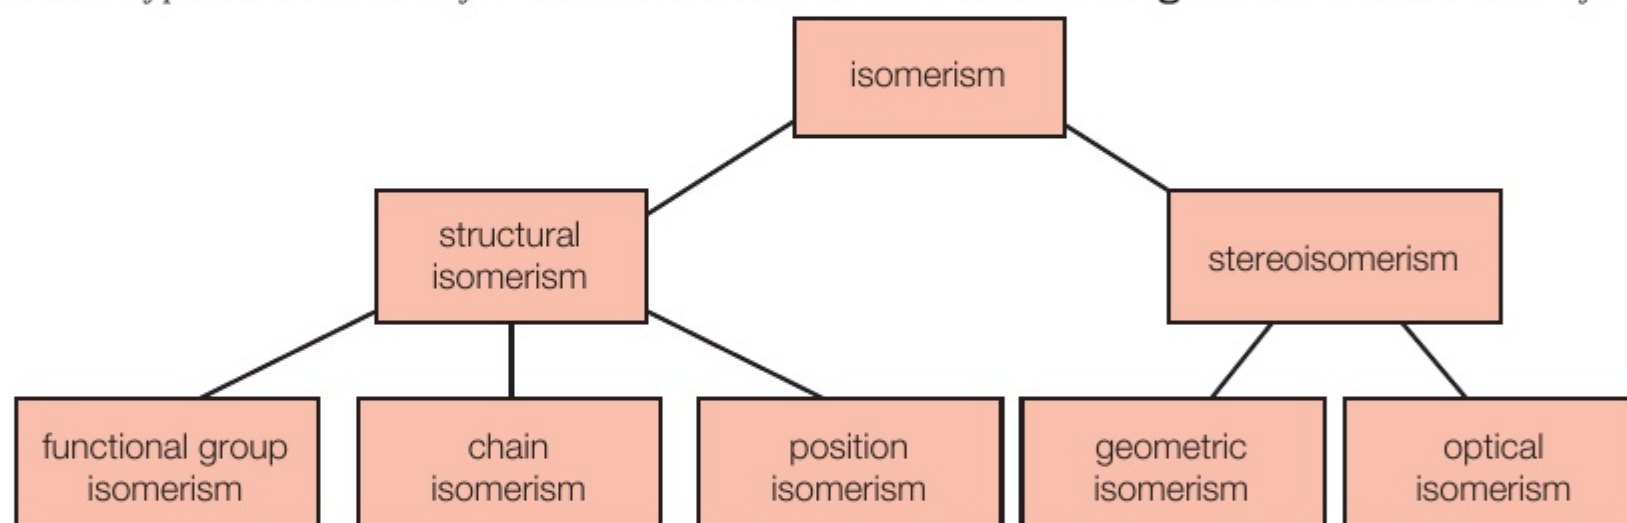 isomerism
structural
isomerism
stereoisomerism
functional group
isomerism
chain
isomerism
position
isomerism
geometric
isomerism
optical
isomerism